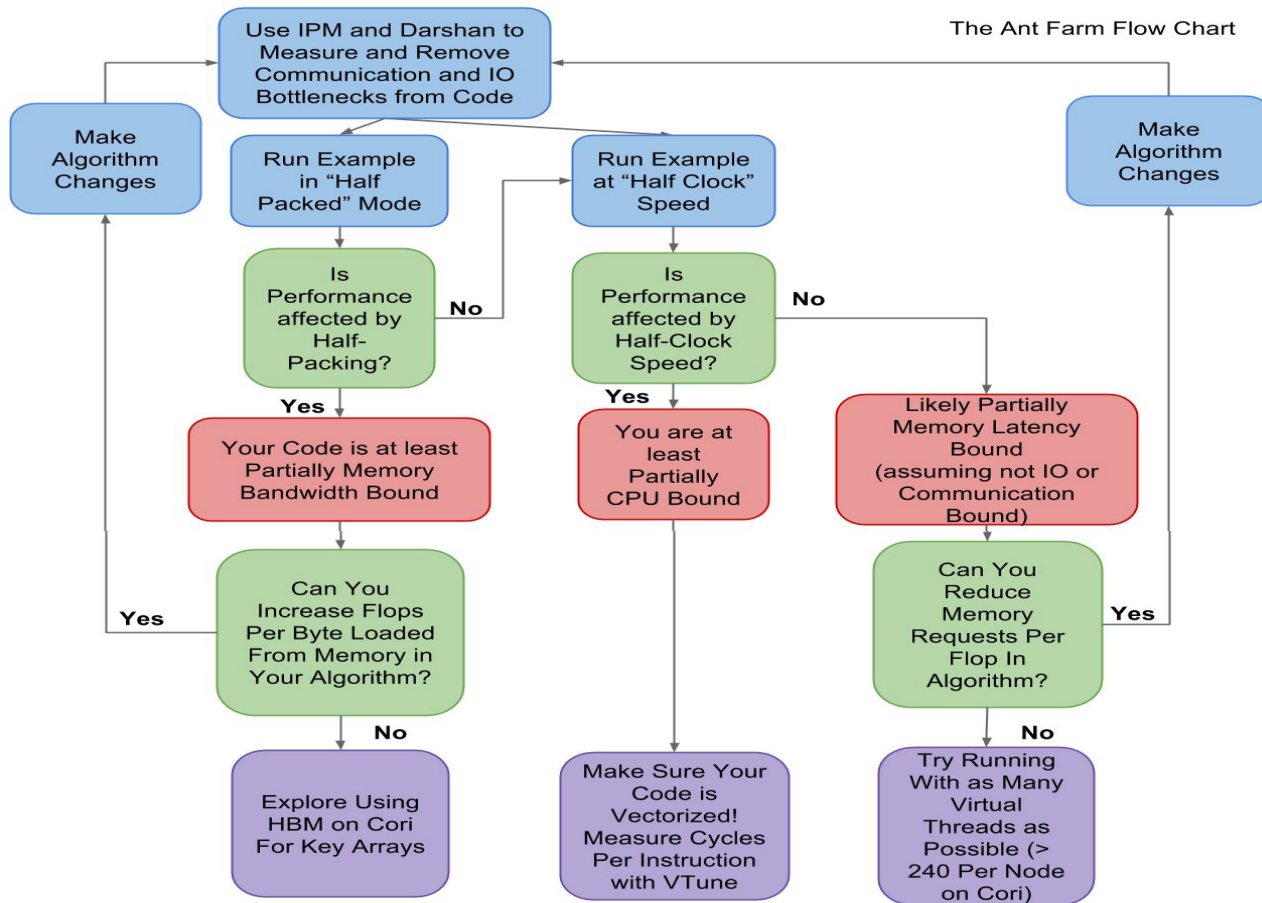 The Ant Farm Flow Chart
Use IPM and Darshan to
Measure and Remove
Communication and IO
Bottlenecks from Code
Make
Algorithm
Changes
Run Example
in “Half
Packed” Mode
Run Example
at “Half Clock”
Speed
Make
Algorithm
Changes
Is
Performance
affected by
Half-
Packing?
No
Is
Performance
affected by
Half-Clock
Speed?
No
Yes
Yes
Your Code is at least
Partially Memory
Bandwidth Bound
You are at
least
Partially
CPU Bound
Likely Partially
Memory Latency
Bound
(assuming not IO or
Communication
Bound)
Can You
Increase Flops
Per Byte Loaded
From Memory in
Your Algorithm?
Yes
Can You
Reduce
Memory
Requests Per
Flop In
Algorithm?
Yes
No
No
Explore Using
HBM on Cori
For Key Arrays
Make Sure Your
Code is
Vectorized!
Measure Cycles
Per Instruction
with VTune
Try Running
With as Many
Virtual
Threads as
Possible (>
240 Per Node
on Cori)